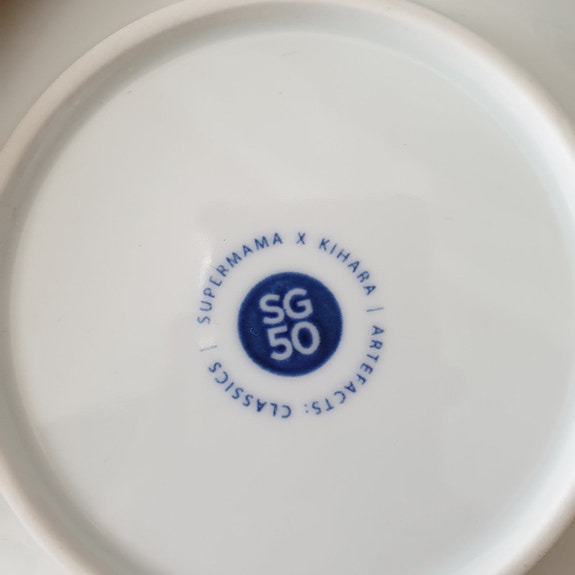 SUPERMAMA X KIHARA | ARTEFACTS: CLASSICS |
SG
50